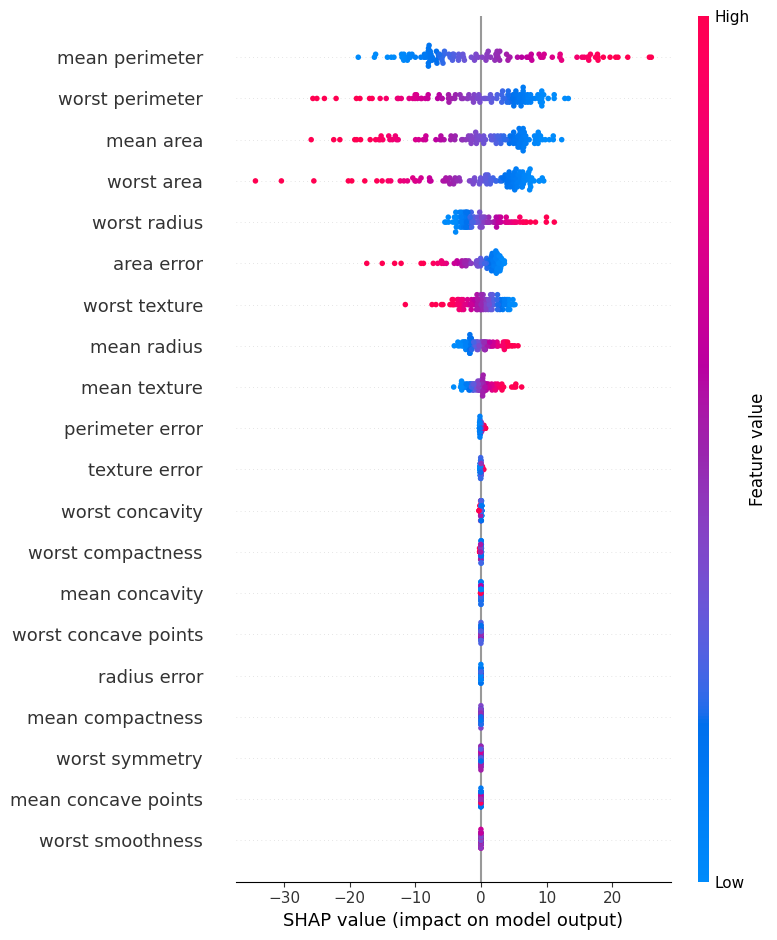 High
mean perimeter
worst perimeter
mean area
worst area
worst radius
area error
worst texture
mean radius
mean texture
perimeter error
texture error
worst concavity
worst compactness
mean concavity
worst concave points
radius error
mean compactness
worst symmetry
mean concave points
worst smoothness
Feature value
Low
−30 −20 −10 0 10 20
SHAP value (impact on model output)